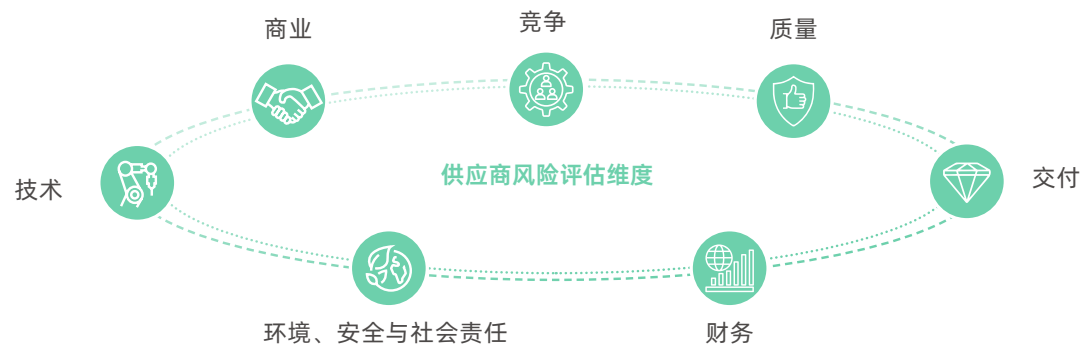 竞争
商业
质量
供应商风险评估维度
技术
交付
环境、安全与社会责任
财务